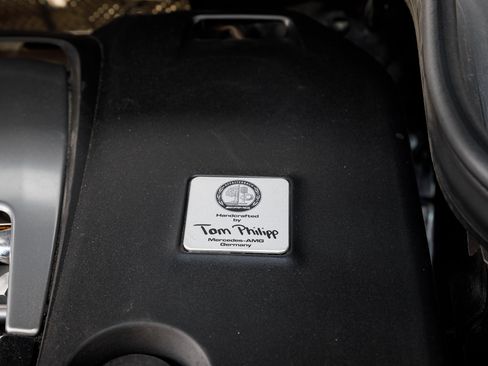 Handcrafted
by
Tom Philipp
Mercedes-AMG
Germany